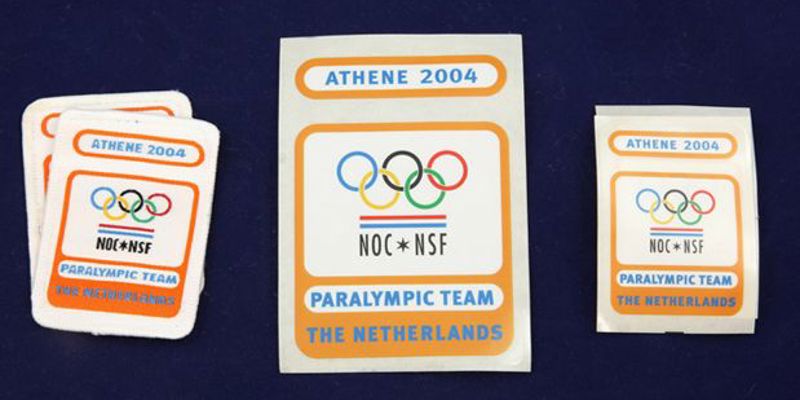 ATHENE 2004
NOC*NSF
PARALYMPIC TEAM
THE NETHERLANDS
ATHENE 2004
NOC*NSF
PARALYMPIC TEAM
THE NETHERLANDS
ATHENE 2004
NOC*NSF
PARALYMPIC TEAM
THE NETHERLANDS